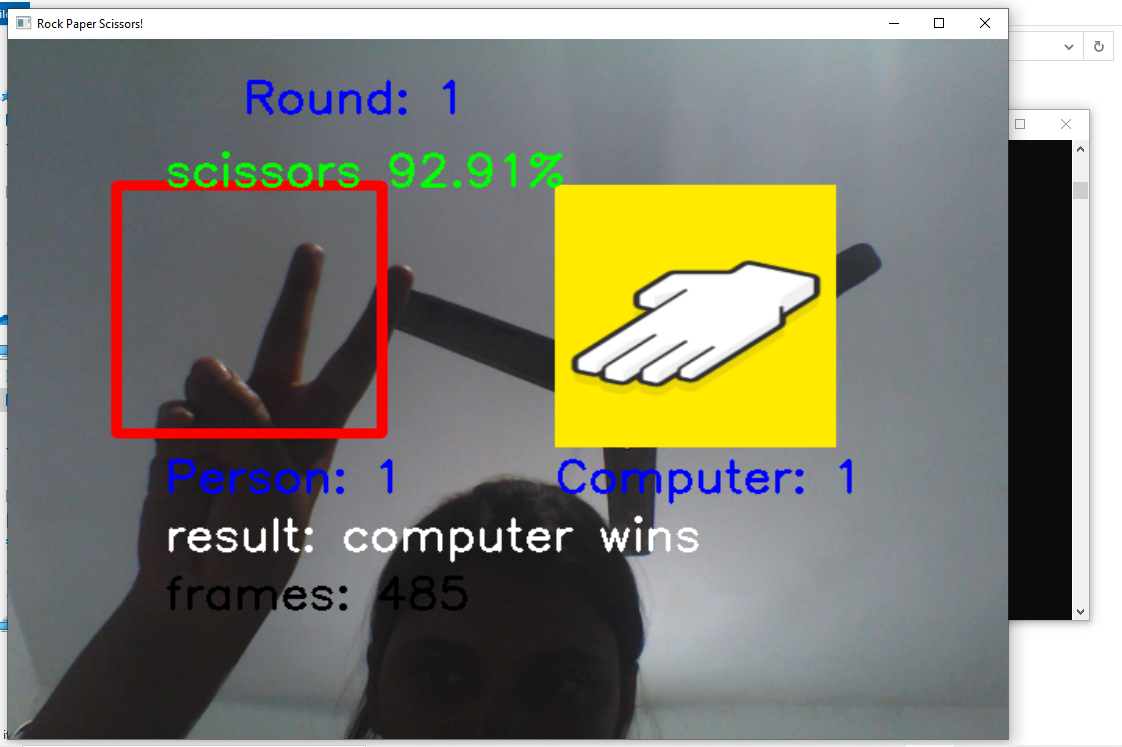 Rock Paper Scissors!
Round: 1
scissors 92.91%
Person: 1
Computer: 1
result: computer wins
frames: 485